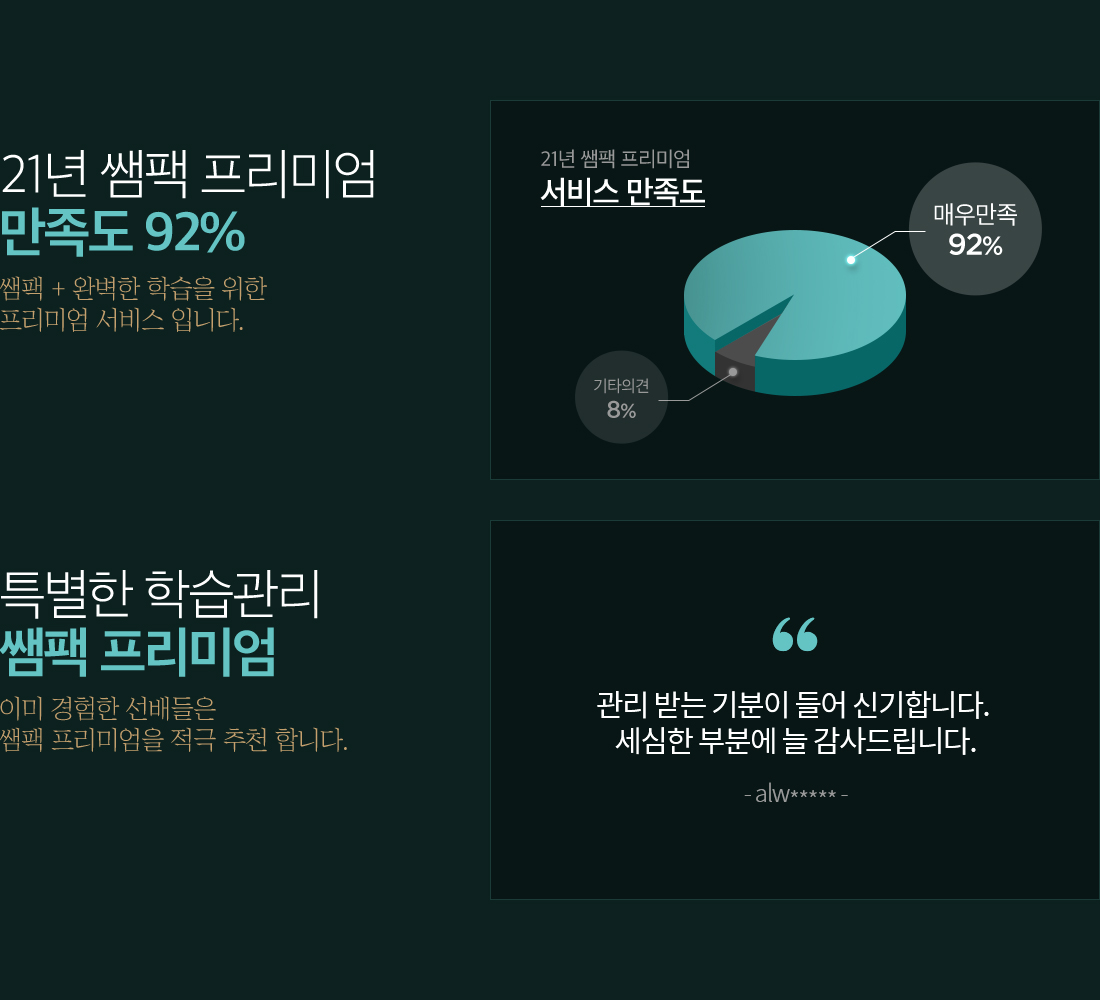 21년 쌤팩 프리미엄
만족도 92%
쌤팩 + 완벽한 학습을 위한
프리미엄 서비스 입니다.
21년 쌤팩 프리미엄
서비스 만족도
매우만족
92%
기타의견
8%
특별한 학습관리
쌤팩 프리미엄
이미 경험한 선배들은
쌤팩 프리미엄을 적극 추천 합니다.
“
관리 받는 기분이 들어 신기합니다.
세심한 부분에 늘 감사드립니다.
- alw***** -